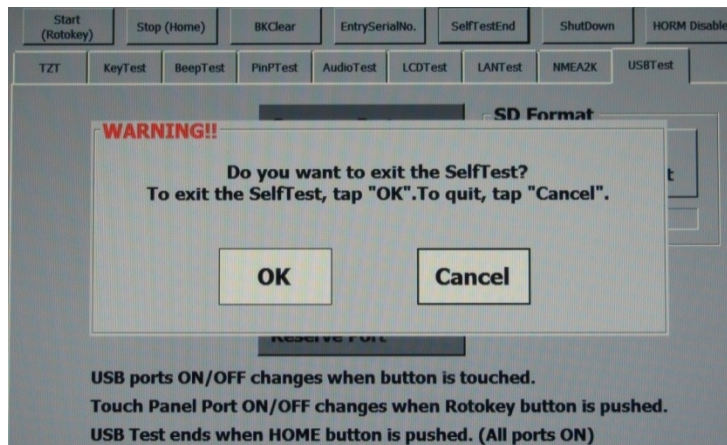 Start
(Rotokey)
Stop (Home)
BKClear
EntrySerialNo.
SelfTestEnd
ShutDown
HORM Disable
TZT
KeyTest
BeepTest
PinPTest
AudioTest
LCDTest
LANTest
NMEA2K
USBTest
SD Format
WARNING!!
Do you want to exit the SelfTest?
To exit the SelfTest, tap "OK".To quit, tap "Cancel".
OK
Cancel
Reserve Port
USB ports ON/OFF changes when button is touched.
Touch Panel Port ON/OFF changes when Rotokey button is pushed.
USB Test ends when HOME button is pushed. (All ports ON)